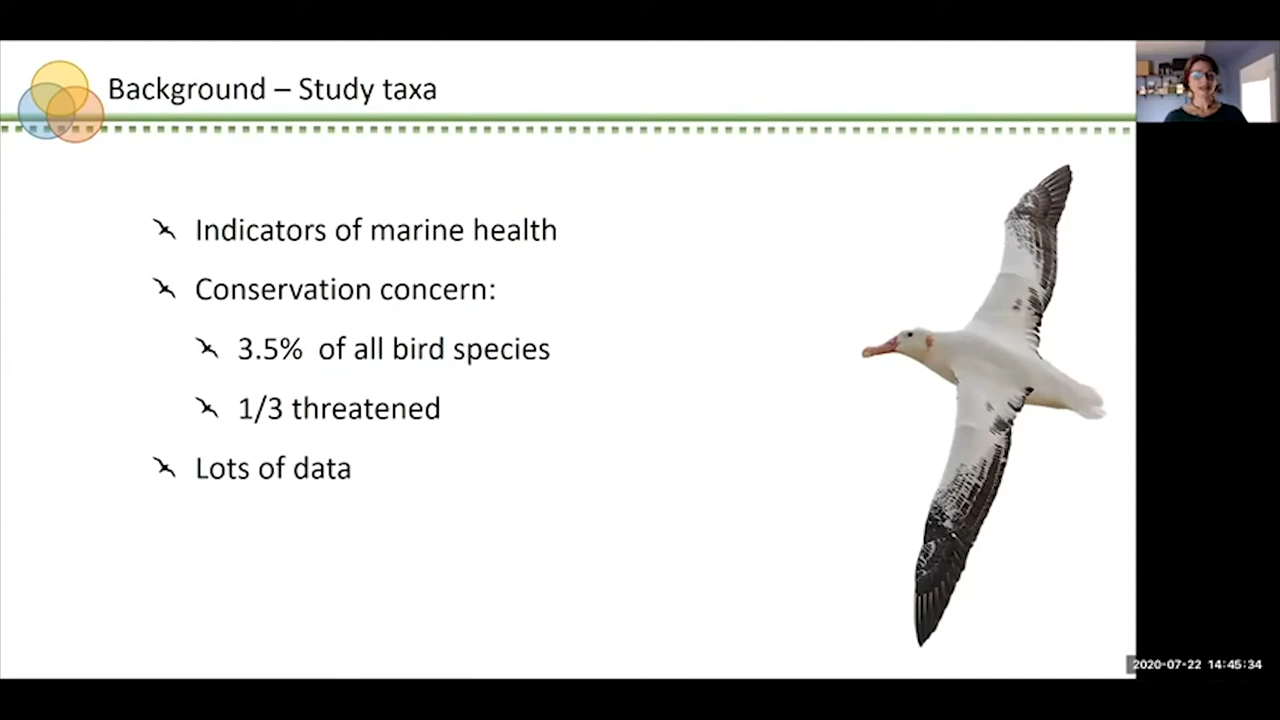 Background – Study taxa
Indicators of marine health
Conservation concern:
3.5% of all bird species
1/3 threatened
Lots of data
2020-07-22 14:45:34